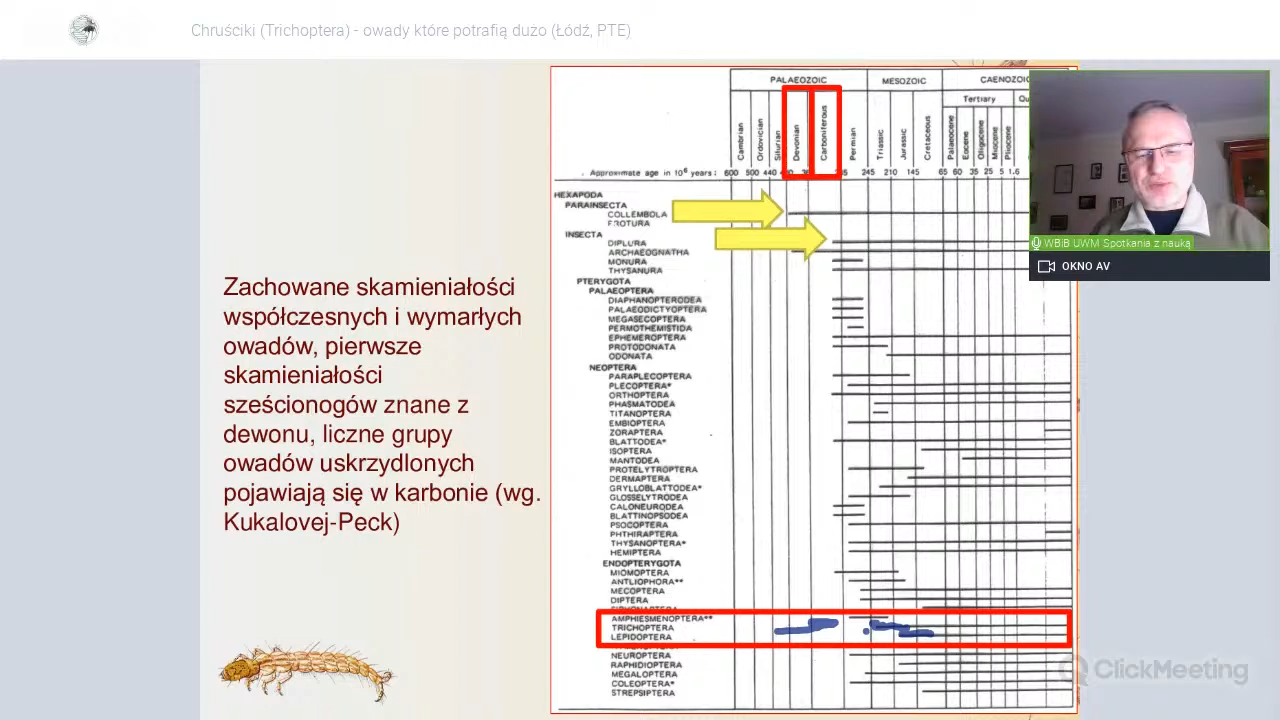 Chruściki (Trichoptera) - owady które potrafią dużo (Łódź, PTE)
PALAEOZOIC
MESOZOIC
Tertiary
Cambrian
Ordovician
Silurian
Devonian
Carboniferous
Permian
Triassic
Jurassic
Cretaceous
Palaeocene
Eocene
Oligocene
Miocene
Pliocene
Approximate age in 10⁶ years: 600 500 440 245 210 145 65 60 35 25 5 1.6
HEXAPODA
PARAINSECTA
COLLEMBOLA
PROTURA
INSECTA
DIPLURA
ARCHAEOGNATHA
MONURA
THYSANURA
PTERYGOTA
PALAEOPTERA
DIAPHANOPTERODEA
PALAEODICTYOPTERA
MEGASECOPTERA
PERMOTHEMISTIDA
EPHEMEROPTERA
PROTODONATA
ODONATA
NEOPTERA
PARAPLECOPTERA
PLECOPTERA*
ORTHOPTERA
PHASMATODEA
TITANOPTERA
EMBIOPTERA
ZORAPTERA
BLATTODEA*
ISOPTERA
MANTODEA
PROTELYTROPTERA
DERMAPTERA
GRYLLOBLATTODEA*
GLOSSELYTRODEA
CALONEURODEA
BLATTINOPSODEA
PSOCOPTERA
PHTHIRAPTERA
THYSANOPTERA*
HEMIPTERA
ENDOPTERYGOTA
MIOMOPTERA
ANTLIOPHORA**
MECOPTERA
DIPTERA
AMPHIESMENOPTERA**
TRICHOPTERA
LEPIDOPTERA
NEUROPTERA
RAPHIDIOPTERA
MEGALOPTERA
COLEOPTERA*
STREPSIPTERA
Zachowane skamieniałości
współczesnych i wymarłych
owadów, pierwsze
skamieniałości
sześcionogów znane z
dewonu, liczne grupy
owadów uskrzydlonych
pojawiają się w karbonie (wg.
Kukalovej-Peck)
WBiB UWM Spotkania z nauką
OKNO AV
ClickMeeting